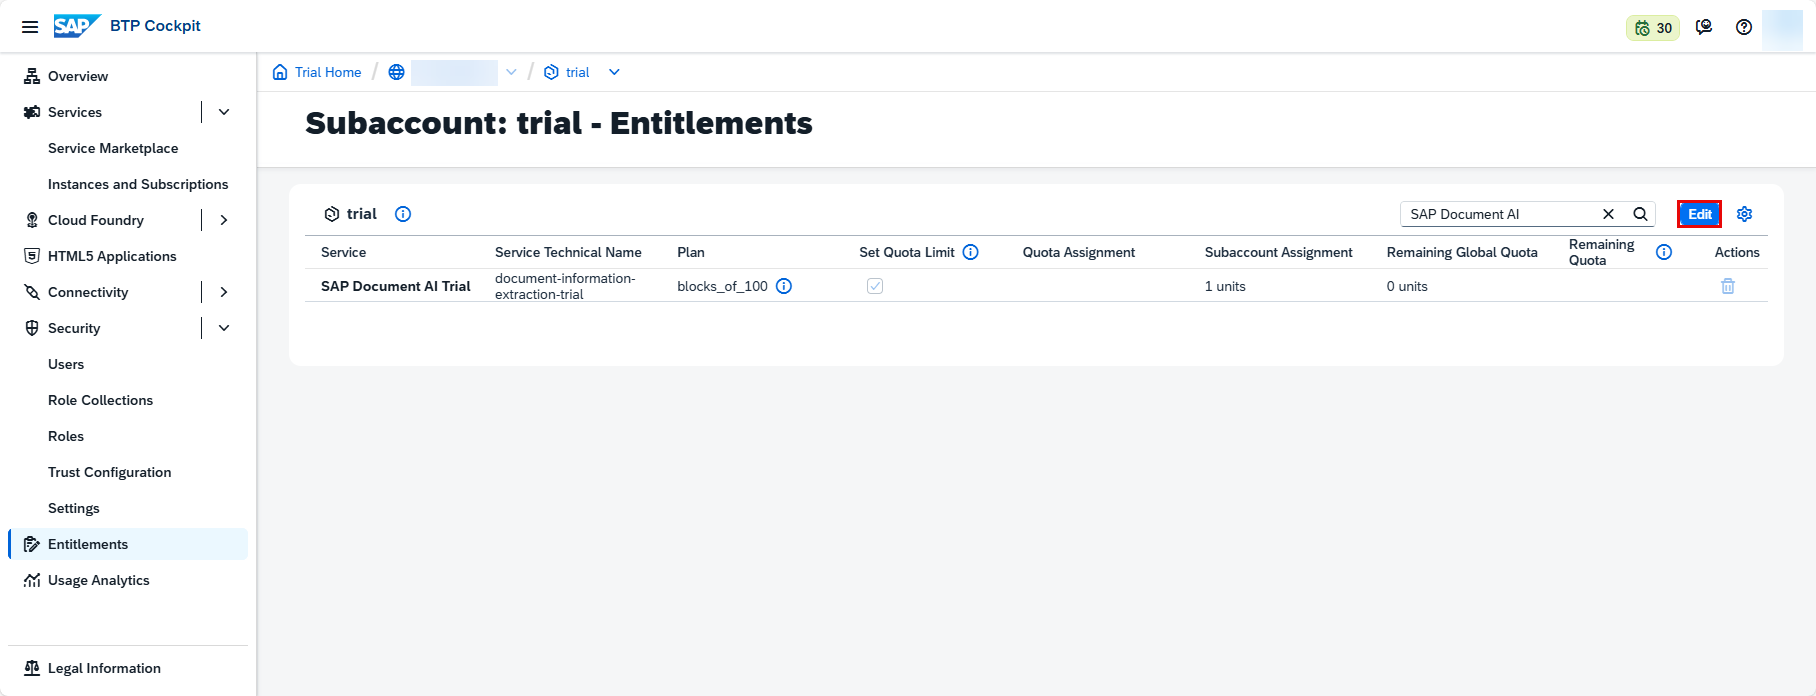 SAP BTP Cockpit
30
Overview
Services
Service Marketplace
Instances and Subscriptions
Cloud Foundry
HTML5 Applications
Connectivity
Security
Users
Role Collections
Roles
Trust Configuration
Settings
Entitlements
Usage Analytics
Legal Information
Trial Home / / trial
Subaccount: trial - Entitlements
trial
SAP Document AI
Edit
Service Service Technical Name Plan Set Quota Limit Quota Assignment Subaccount Assignment Remaining Global Quota Remaining Quota Actions
SAP Document AI Trial document-information-extraction-trial blocks_of_100 1 units 0 units